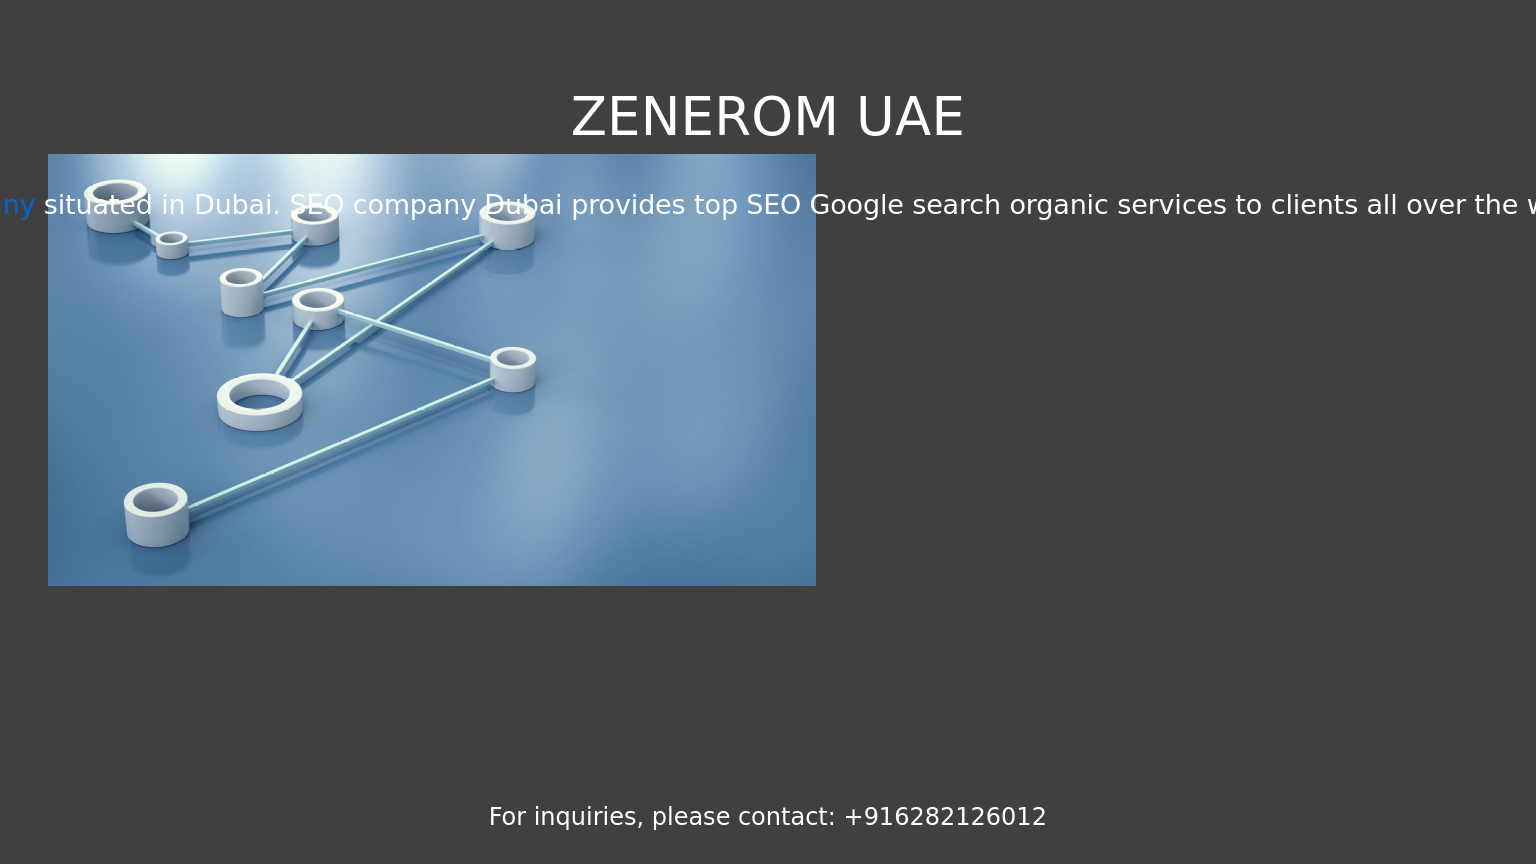 ZENEROM UAE
situated in Dubai. SEO company Dubai provides top SEO Google search organic services to clients all over the
For inquiries, please contact: +916282126012